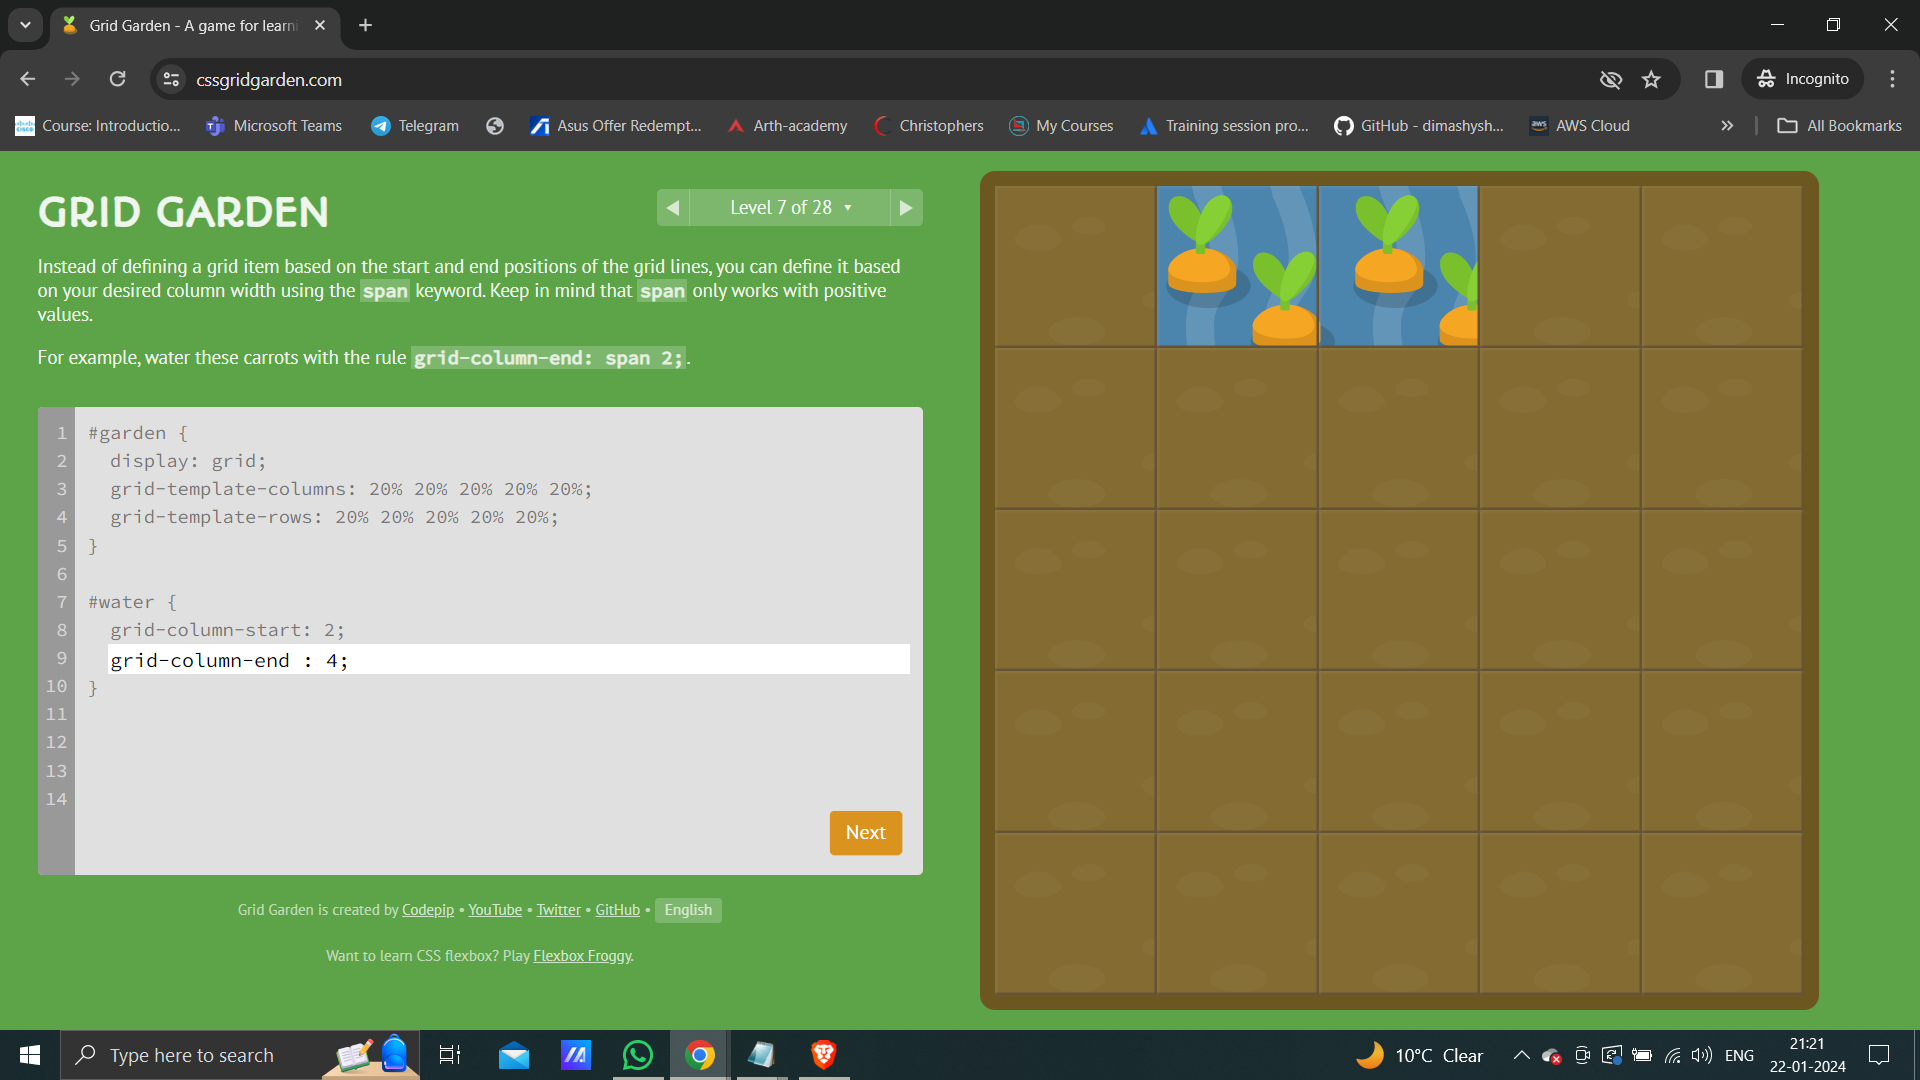 Grid Garden - A game for learni
cssgridgarden.com
Incognito
Course: Introductio...
Microsoft Teams
Telegram
Asus Offer Redempt...
Arth-academy
Christophers
My Courses
Training session pro...
GitHub - dimashysh...
AWS Cloud
All Bookmarks
GRID GARDEN
Level 7 of 28
Instead of defining a grid item based on the start and end positions of the grid lines, you can define it based
on your desired column width using the span keyword. Keep in mind that span only works with positive
values.
For example, water these carrots with the rule grid-column-end: span 2;.
1 #garden {
2 display: grid;
3 grid-template-columns: 20% 20% 20% 20% 20%;
4 grid-template-rows: 20% 20% 20% 20% 20%;
5 }
6
7 #water {
8 grid-column-start: 2;
9 grid-column-end : 4;
10 }
11
12
13
14
Next
Grid Garden is created by Codepip • YouTube • Twitter • GitHub • English
Want to learn CSS flexbox? Play Flexbox Froggy.
Type here to search
10°C Clear
ENG
21:21
22-01-2024